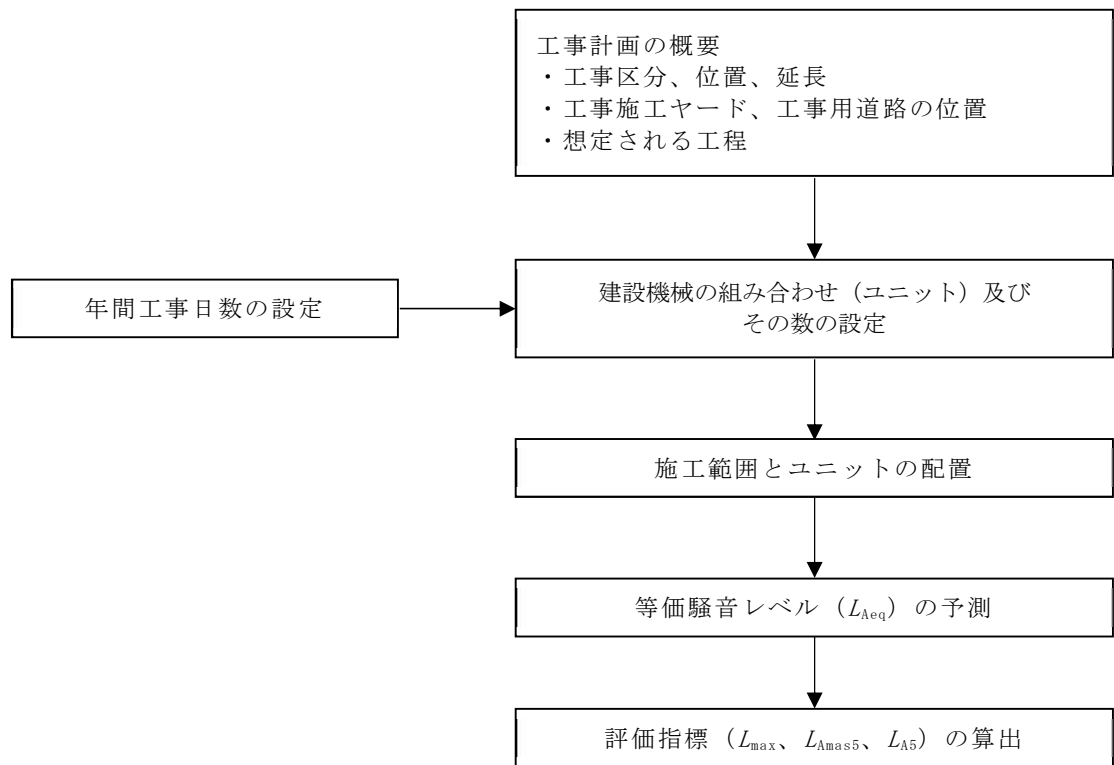 工事計画の概要
・工事区分、位置、延長
・工事施工ヤード、工事用道路の位置
・想定される工程
年間工事日数の設定
建設機械の組み合わせ（ユニット）及び
その数の設定
施工範囲とユニットの配置
等価騒音レベル（LAeq）の予測
評価指標（Lmax、LAmas5、LA5）の算出